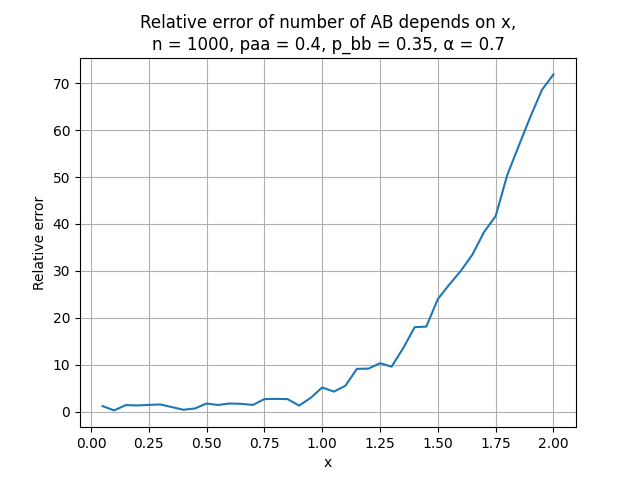 Relative error of number of AB depends on x,
n = 1000, paa = 0.4, p_bb = 0.35, α = 0.7
70
60
50
40
30
20
10
0
Relative error
0.00 0.25 0.50 0.75 1.00 1.25 1.50 1.75 2.00
x